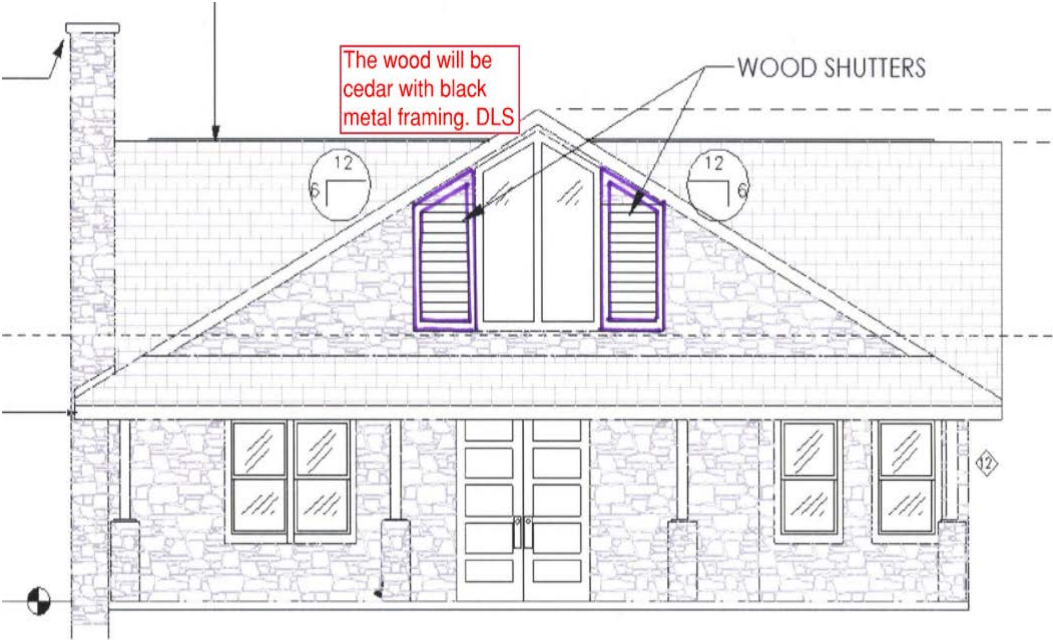 The wood will be
cedar with black
metal framing. DLS
WOOD SHUTTERS
12
6
12
6
12